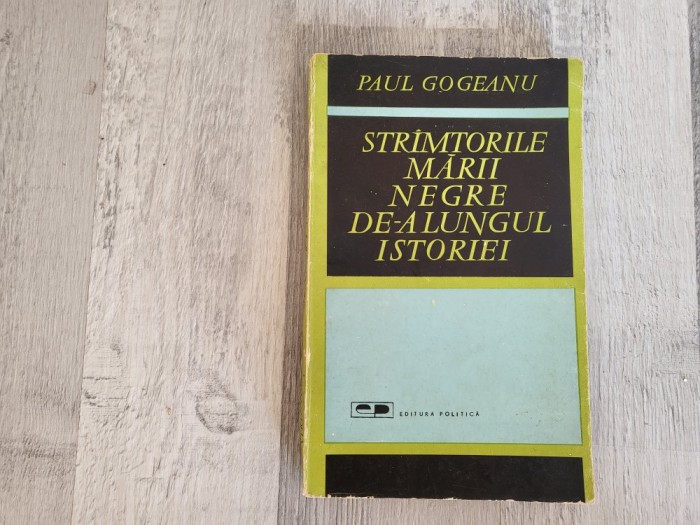 PAUL GOGEANU
STRÎMTORILE
MĂRII
NEGRE
DE-A LUNGUL
ISTORIEI
ep EDITURA POLITICĂ